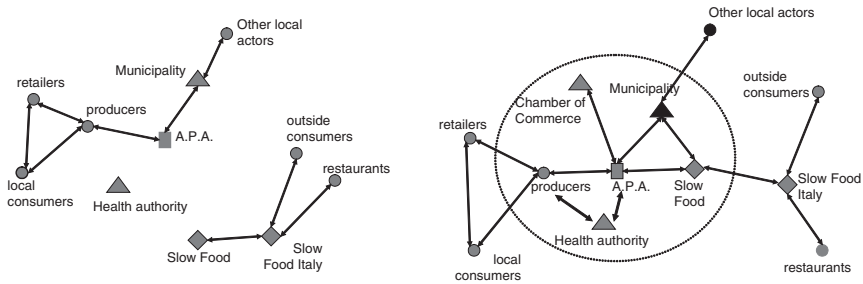 Other local
actors
Municipality
retailers
producers
A.P.A.
local
consumers
Health authority
outside
consumers
restaurants
Slow Food
Slow
Food Italy
Other local actors
Chamber of
Commerce
Municipality
outside
consumers
retailers
producers
A.P.A.
Slow
Food
Slow Food
Italy
Health authority
local
consumers
restaurants